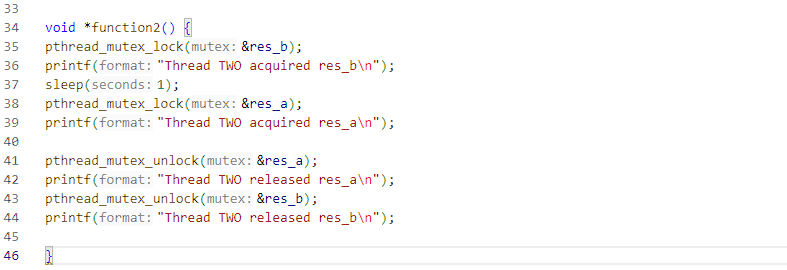 33
34 void *function2() {
35 pthread_mutex_lock(mutex: &res_b);
36 printf(format: "Thread TWO acquired res_b\n");
37 sleep(seconds: 1);
38 pthread_mutex_lock(mutex: &res_a);
39 printf(format: "Thread TWO acquired res_a\n");
40
41 pthread_mutex_unlock(mutex: &res_a);
42 printf(format: "Thread TWO released res_a\n");
43 pthread_mutex_unlock(mutex: &res_b);
44 printf(format: "Thread TWO released res_b\n");
45
46 }